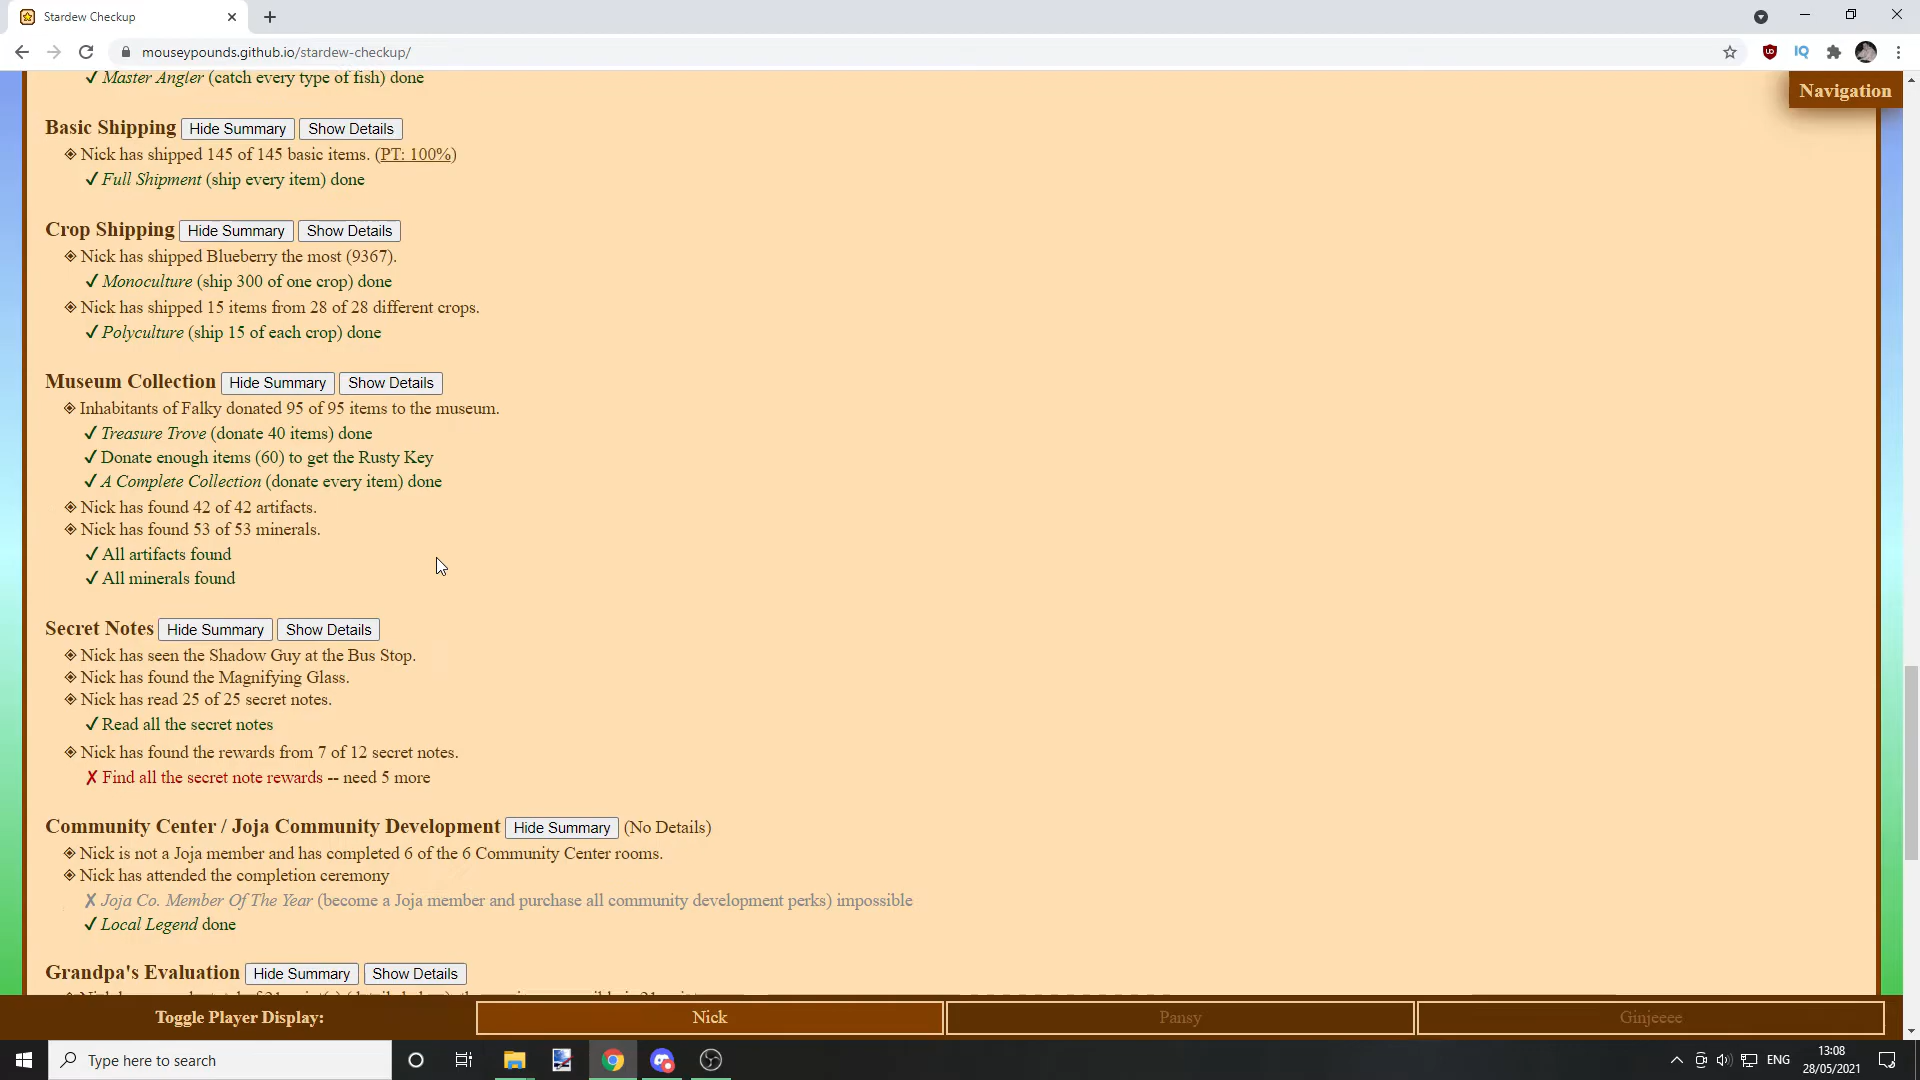 Stardew Checkup
mouseypounds.github.io/stardew-checkup/
Navigation
✓ Master Angler (catch every type of fish) done
Basic Shipping Hide Summary Show Details
◈ Nick has shipped 145 of 145 basic items. (PT: 100%)
✓ Full Shipment (ship every item) done
Crop Shipping Hide Summary Show Details
◈ Nick has shipped Blueberry the most (9367).
✓ Monoculture (ship 300 of one crop) done
◈ Nick has shipped 15 items from 28 of 28 different crops.
✓ Polyculture (ship 15 of each crop) done
Museum Collection Hide Summary Show Details
◈ Inhabitants of Falky donated 95 of 95 items to the museum.
✓ Treasure Trove (donate 40 items) done
✓ Donate enough items (60) to get the Rusty Key
✓ A Complete Collection (donate every item) done
◈ Nick has found 42 of 42 artifacts.
◈ Nick has found 53 of 53 minerals.
✓ All artifacts found
✓ All minerals found
Secret Notes Hide Summary Show Details
◈ Nick has seen the Shadow Guy at the Bus Stop.
◈ Nick has found the Magnifying Glass.
◈ Nick has read 25 of 25 secret notes.
✓ Read all the secret notes
◈ Nick has found the rewards from 7 of 12 secret notes.
✗ Find all the secret note rewards -- need 5 more
Community Center / Joja Community Development Hide Summary (No Details)
◈ Nick is not a Joja member and has completed 6 of the 6 Community Center rooms.
◈ Nick has attended the completion ceremony
✗ Joja Co. Member Of The Year (become a Joja member and purchase all community development perks) impossible
✓ Local Legend done
Grandpa's Evaluation Hide Summary Show Details
Toggle Player Display: Nick Pansy Ginjeeee
Type here to search
ENG
13:08
28/05/2021